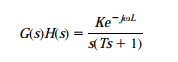 G(s)H(s) = Ke^{-jωL} / s(Ts + 1)